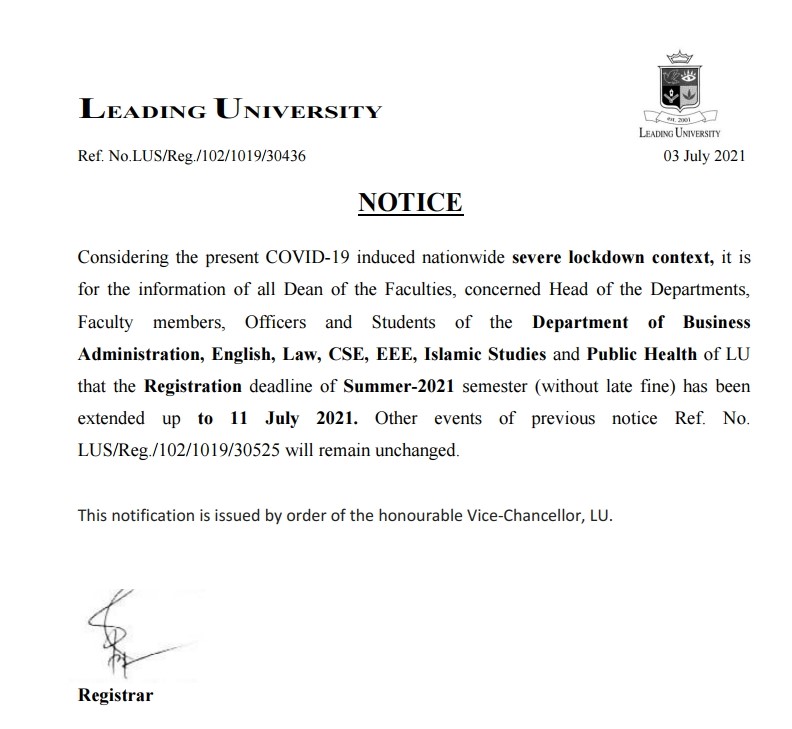 LEADING UNIVERSITY
est. 2001
LEADING UNIVERSITY
Ref. No.LUS/Reg./102/1019/30436
03 July 2021
NOTICE
Considering the present COVID-19 induced nationwide severe lockdown context, it is
for the information of all Dean of the Faculties, concerned Head of the Departments,
Faculty members, Officers and Students of the Department of Business
Administration, English, Law, CSE, EEE, Islamic Studies and Public Health of LU
that the Registration deadline of Summer-2021 semester (without late fine) has been
extended up to 11 July 2021. Other events of previous notice Ref. No.
LUS/Reg./102/1019/30525 will remain unchanged.
This notification is issued by order of the honourable Vice-Chancellor, LU.
Registrar